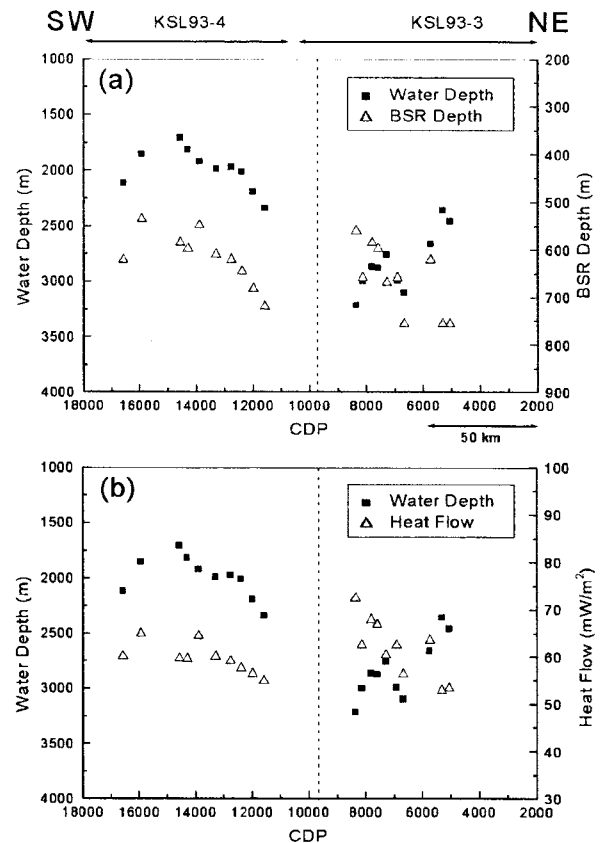 SW KSL93-4 KSL93-3 NE
(a)
Water Depth
BSR Depth
Water Depth (m)
1000
1500
2000
2500
3000
3500
4000
BSR Depth (m)
200
300
400
500
600
700
800
900
18000 16000 14000 12000 10000 8000 6000 4000 2000
CDP
50 km
(b)
Water Depth
Heat Flow
Water Depth (m)
1000
1500
2000
2500
3000
3500
4000
Heat Flow (mW/m²)
100
90
80
70
60
50
40
30
18000 16000 14000 12000 10000 8000 6000 4000 2000
CDP